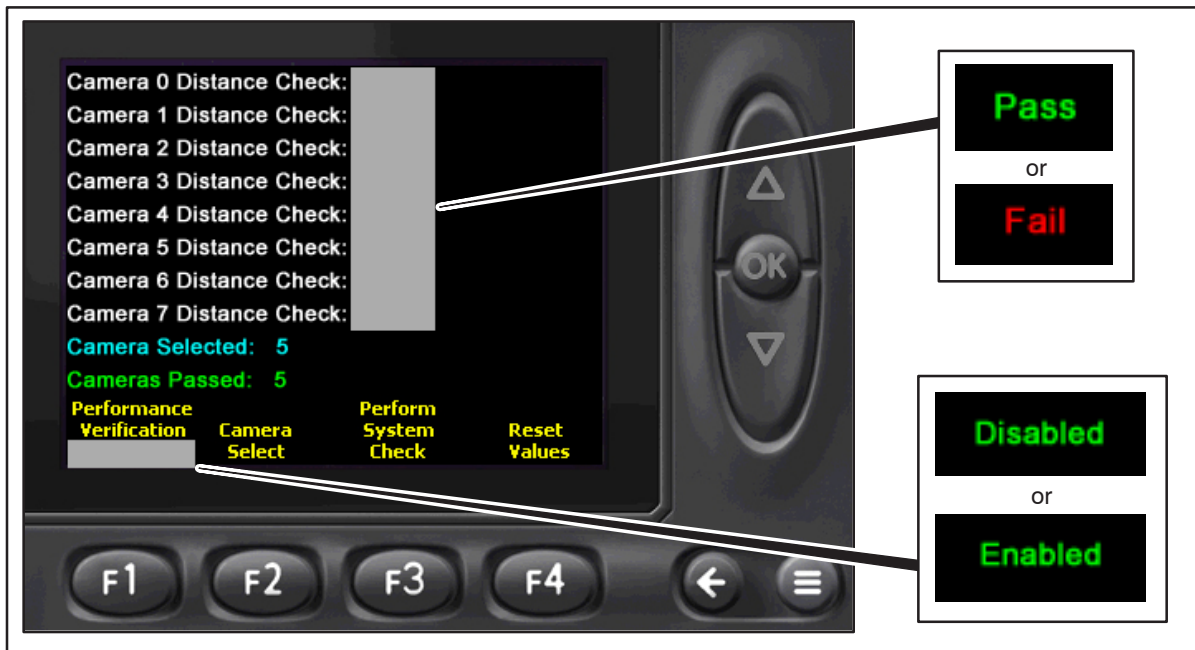 Camera 0 Distance Check:
Camera 1 Distance Check:
Camera 2 Distance Check:
Camera 3 Distance Check:
Camera 4 Distance Check:
Camera 5 Distance Check:
Camera 6 Distance Check:
Camera 7 Distance Check:
Camera Selected: 5
Cameras Passed: 5
Performance
Verification
Camera
Select
Perform
System
Check
Reset
Values
F1
F2
F3
F4
OK
Pass
or
Fail
Disabled
or
Enabled